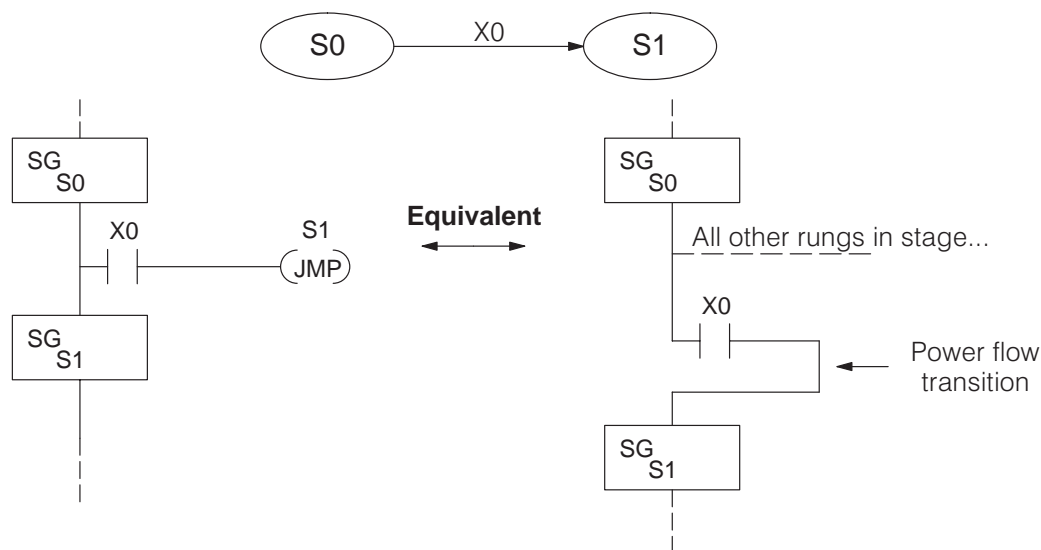 S0
X0
S1
SG
S0
X0
S1
JMP
SG
S1
Equivalent
SG
S0
All other rungs in stage...
X0
Power flow
transition
SG
S1